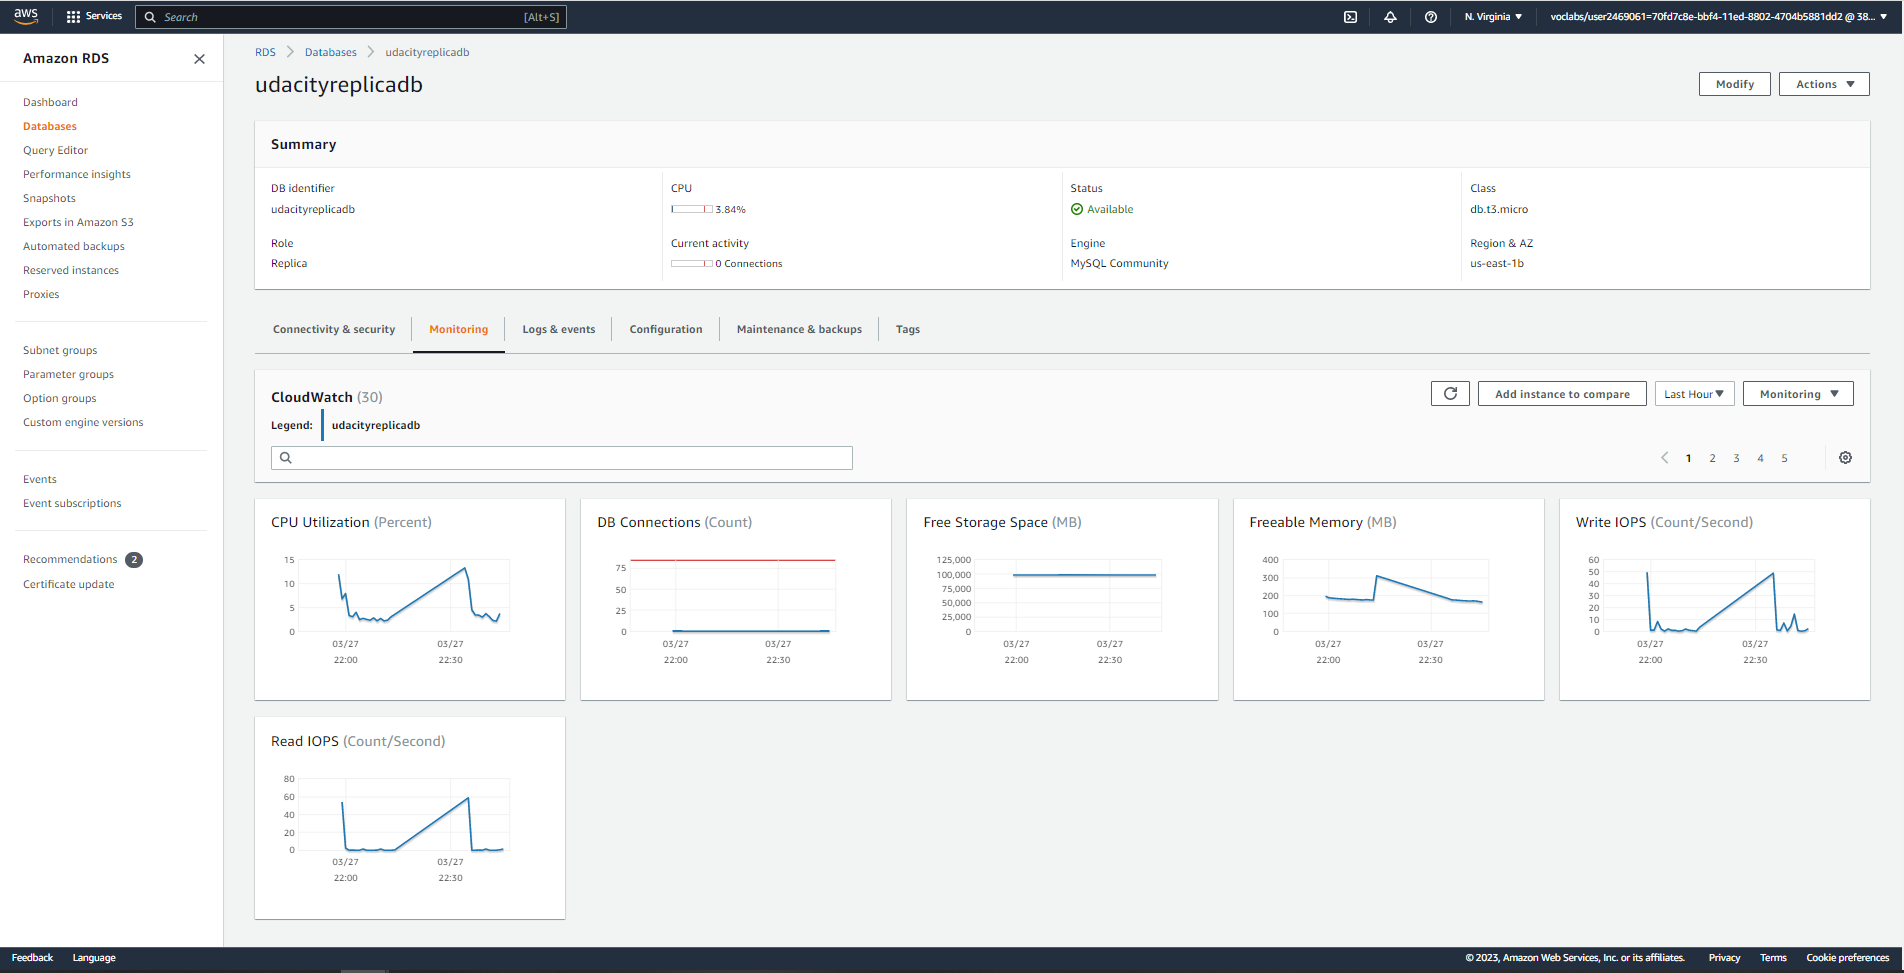 aws Services Search [Alt+S] N. Virginia voclabs/user2469061=70fd7c8e-bbf4-11ed-8802-4704b5881dd2 @ 38...
Amazon RDS
Dashboard
Databases
Query Editor
Performance insights
Snapshots
Exports in Amazon S3
Automated backups
Reserved instances
Proxies
Subnet groups
Parameter groups
Option groups
Custom engine versions
Events
Event subscriptions
Recommendations 2
Certificate update
RDS Databases udacityreplicadb
udacityreplicadb
Modify Actions
Summary
DB identifier
udacityreplicadb
Role
Replica
CPU
3.84%
Current activity
0 Connections
Status
Available
Engine
MySQL Community
Class
db.t3.micro
Region & AZ
us-east-1b
Connectivity & security Monitoring Logs & events Configuration Maintenance & backups Tags
CloudWatch (30)
Add instance to compare Last Hour Monitoring
Legend: udacityreplicadb
1 2 3 4 5
CPU Utilization (Percent)
15
10
5
0
03/27 03/27
22:00 22:30
DB Connections (Count)
75
50
25
0
03/27 03/27
22:00 22:30
Free Storage Space (MB)
125,000
100,000
75,000
50,000
25,000
0
03/27 03/27
22:00 22:30
Freeable Memory (MB)
400
300
200
100
0
03/27 03/27
22:00 22:30
Write IOPS (Count/Second)
60
50
40
30
20
10
0
03/27 03/27
22:00 22:30
Read IOPS (Count/Second)
80
60
40
20
0
03/27 03/27
22:00 22:30
Feedback Language © 2023, Amazon Web Services, Inc. or its affiliates. Privacy Terms Cookie preferences